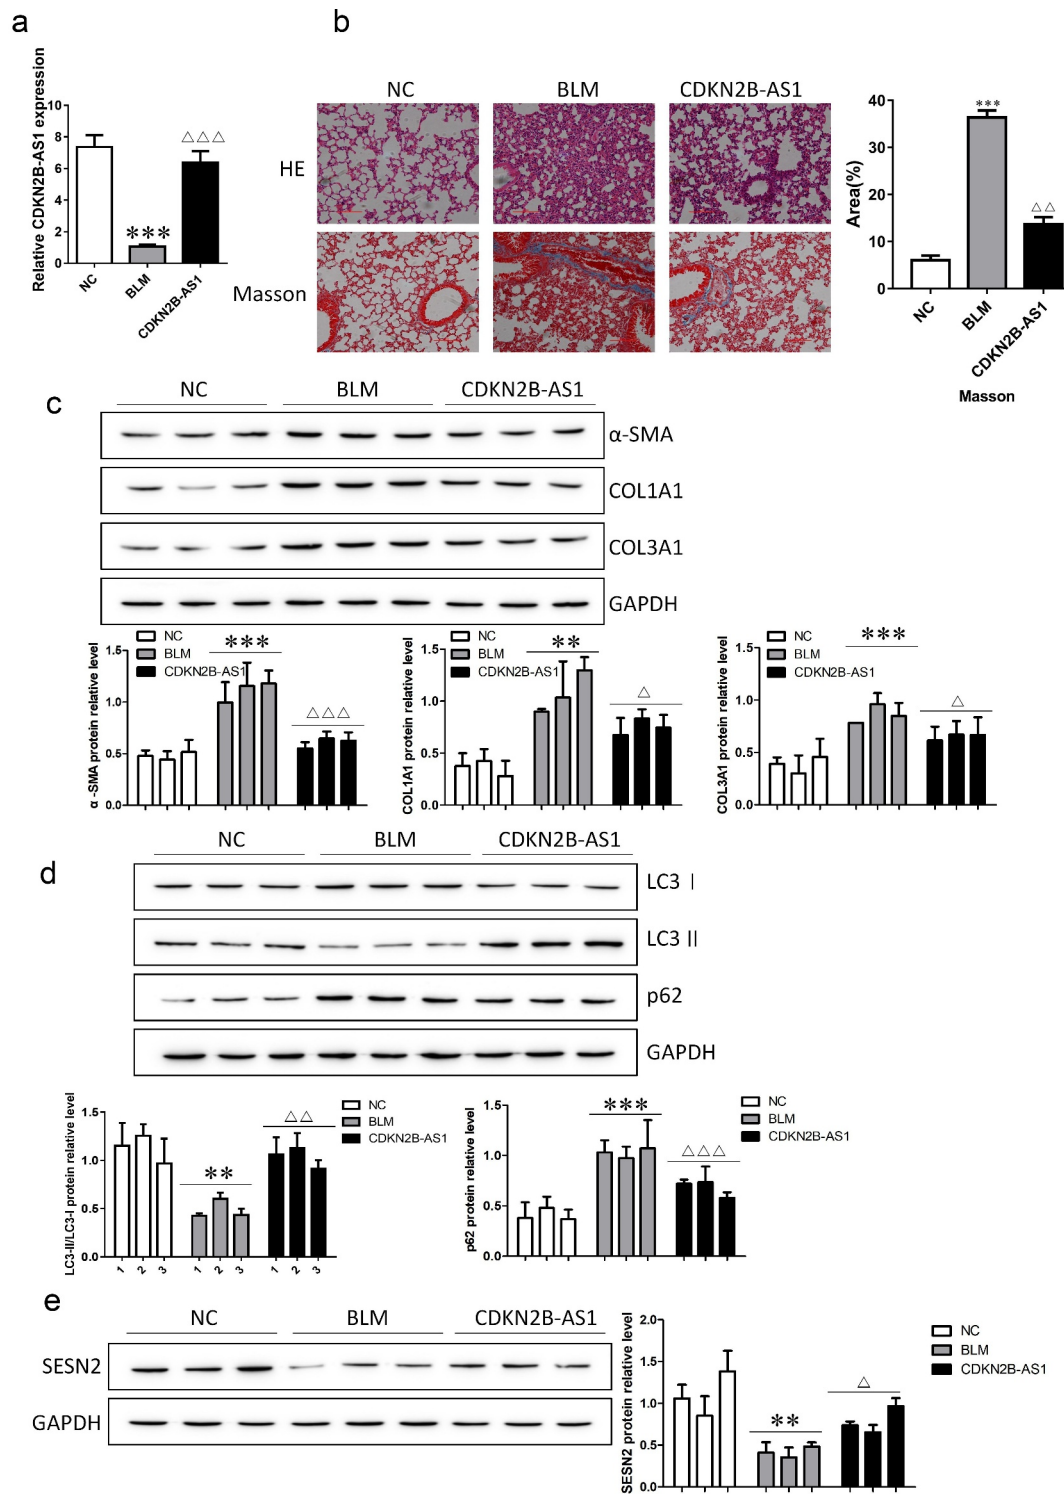 a
Relative CDKN2B-AS1 expression
10
8
6
4
2
0
△△△
***
NC
BLM
CDKN2B-AS1
b
NC BLM CDKN2B-AS1
HE
Masson
Area(%)
40
30
20
10
0
***
△△
NC
BLM
CDKN2B-AS1
Masson
c
NC BLM CDKN2B-AS1
α-SMA
COL1A1
COL3A1
GAPDH
α -SMA protein relative level
1.5
1.0
0.5
0.0
NC
BLM
CDKN2B-AS1
***
△△△
COL1A1 protein relative level
1.5
1.0
0.5
0.0
NC
BLM
CDKN2B-AS1
**
△
COL3A1 protein relative level
1.5
1.0
0.5
0.0
NC
BLM
CDKN2B-AS1
***
△
d
NC BLM CDKN2B-AS1
LC3 Ⅰ
LC3 Ⅱ
p62
GAPDH
LC3-II/LC3-I protein relative level
1.5
1.0
0.5
0.0
**
△△
1 2 3 1 2 3 1 2 3
NC
BLM
CDKN2B-AS1
p62 protein relative level
1.5
1.0
0.5
0.0
***
△△△
NC
BLM
CDKN2B-AS1
e
NC BLM CDKN2B-AS1
SESN2
GAPDH
SESN2 protein relative level
2.0
1.5
1.0
0.5
0.0
**
△
NC
BLM
CDKN2B-AS1